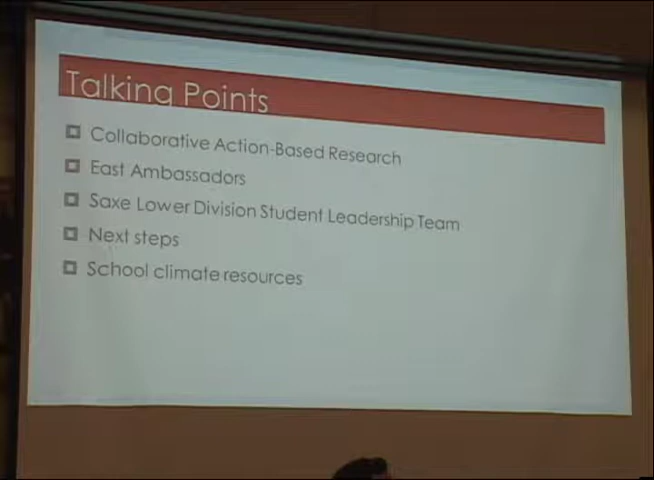 Talking Points
Collaborative Action-Based Research
East Ambassadors
Saxe Lower Division Student Leadership Team
Next steps
School climate resources